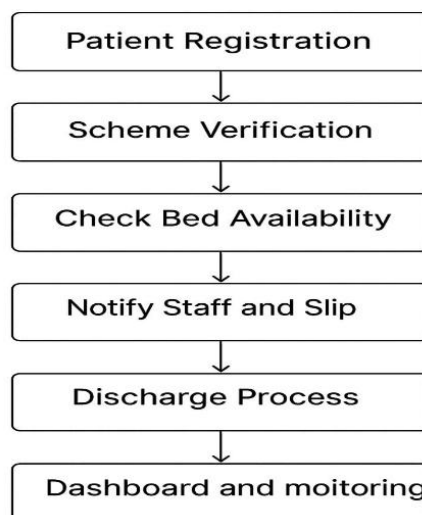 Patient Registration
Scheme Verification
Check Bed Availability
Notify Staff and Slip
Discharge Process
Dashboard and moitoring